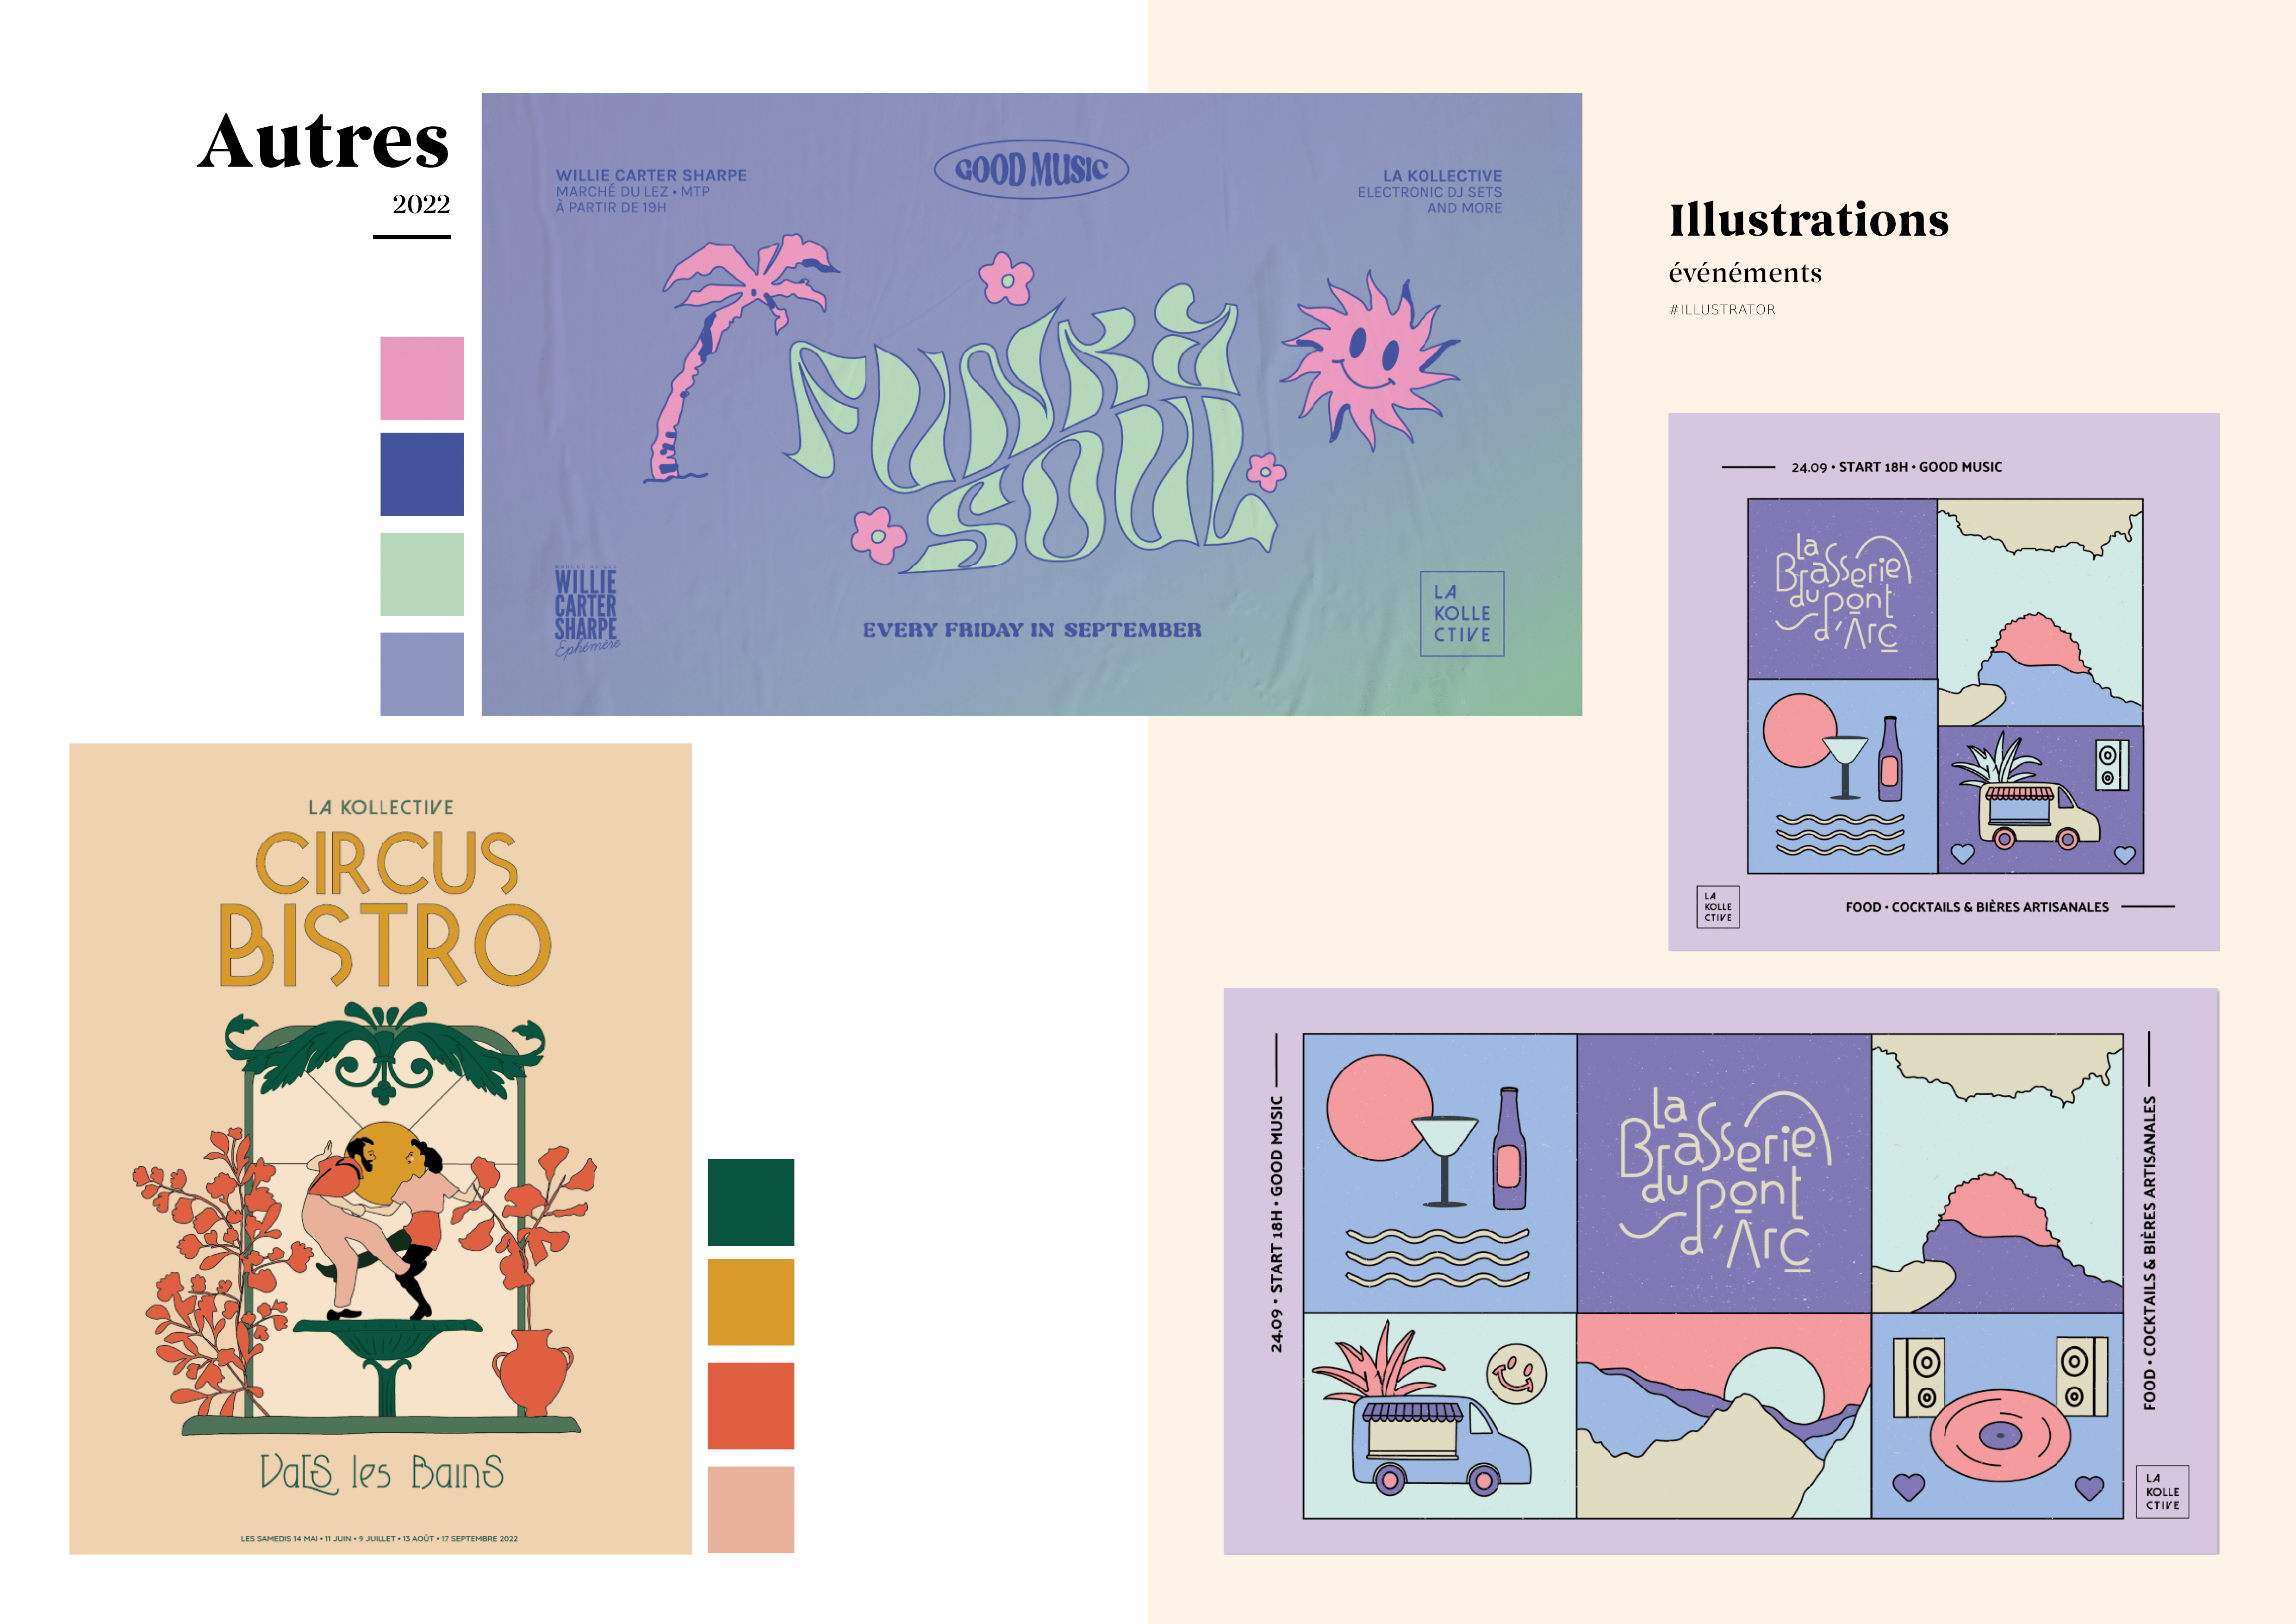 Autres
2022
WILLIE CARTER SHARPE
MARCHÉ DU LEZ • MTP
À PARTIR DE 19H
GOOD MUSIC
LA KOLLECTIVE
ELECTRONIC DJ SETS
AND MORE
FUNK &
SOUL
WILLIE
CARTER
SHARPE
Éphémère
EVERY FRIDAY IN SEPTEMBER
LA
KOLLE
CTIVE
Illustrations
événéments
#ILLUSTRATOR
24.09 • START 18H • GOOD MUSIC
la
Brasserie
du pont
d'Arc
LA
KOLLE
CTIVE
FOOD • COCKTAILS & BIÈRES ARTISANALES
LA KOLLECTIVE
CIRCUS
BISTRO
Vals les Bains
LES SAMEDIS 14 MAI • 11 JUIN • 9 JUILLET • 13 AOÛT • 17 SEPTEMBRE 2022
24.09 • START 18H • GOOD MUSIC
la
Brasserie
du pont
d'Arc
FOOD • COCKTAILS & BIÈRES ARTISANALES
LA
KOLLE
CTIVE